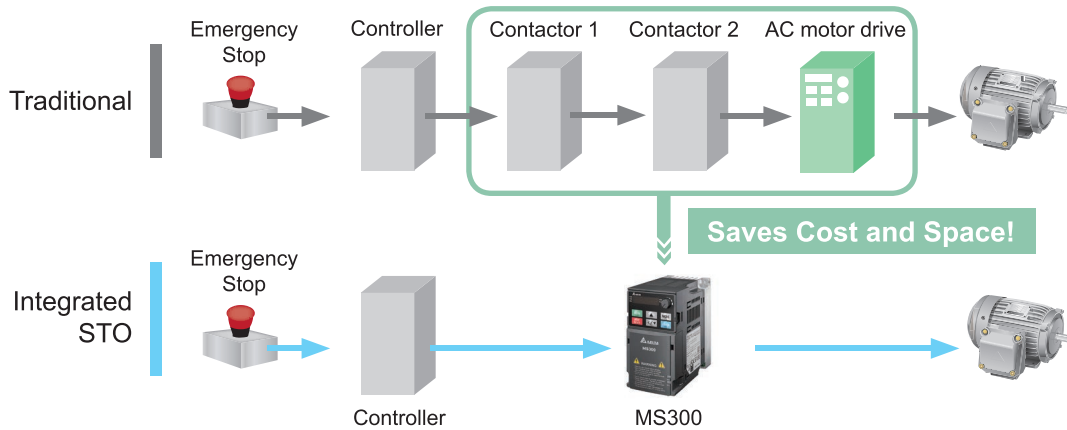 Emergency
Stop
Controller
Contactor 1
Contactor 2
AC motor drive
Traditional
Saves Cost and Space!
Emergency
Stop
Integrated
STO
Controller
MS300